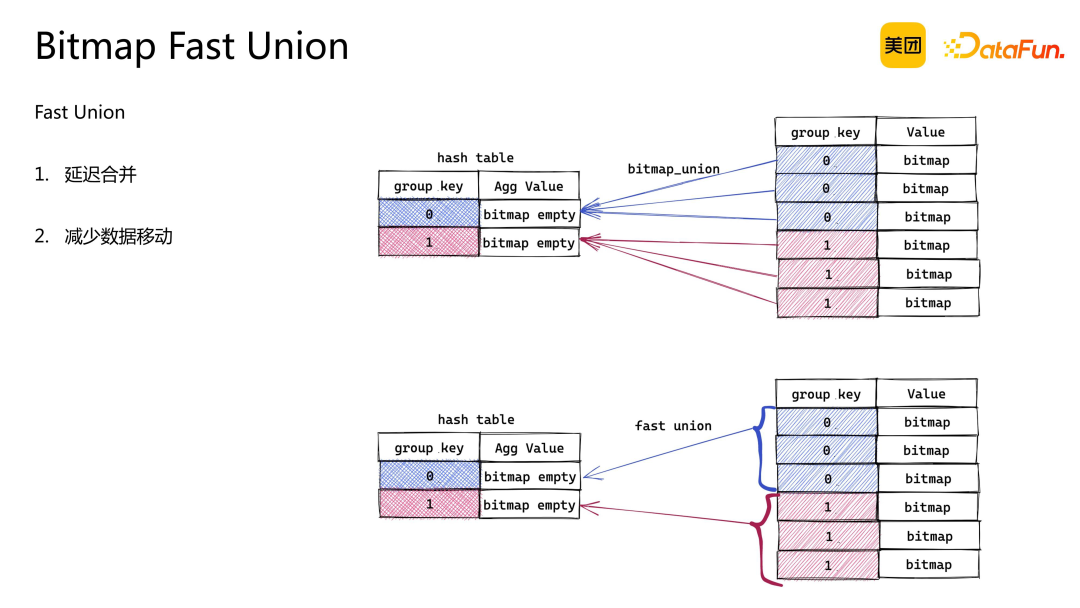 Bitmap Fast Union
美团
DataFun.
Fast Union
1. 延迟合并
2. 减少数据移动
hash table
group key Agg Value
0 bitmap empty
1 bitmap empty
bitmap_union
group key Value
0 bitmap
0 bitmap
0 bitmap
1 bitmap
1 bitmap
1 bitmap
hash table
group key Agg Value
0 bitmap empty
1 bitmap empty
fast union
group key Value
0 bitmap
0 bitmap
0 bitmap
1 bitmap
1 bitmap
1 bitmap